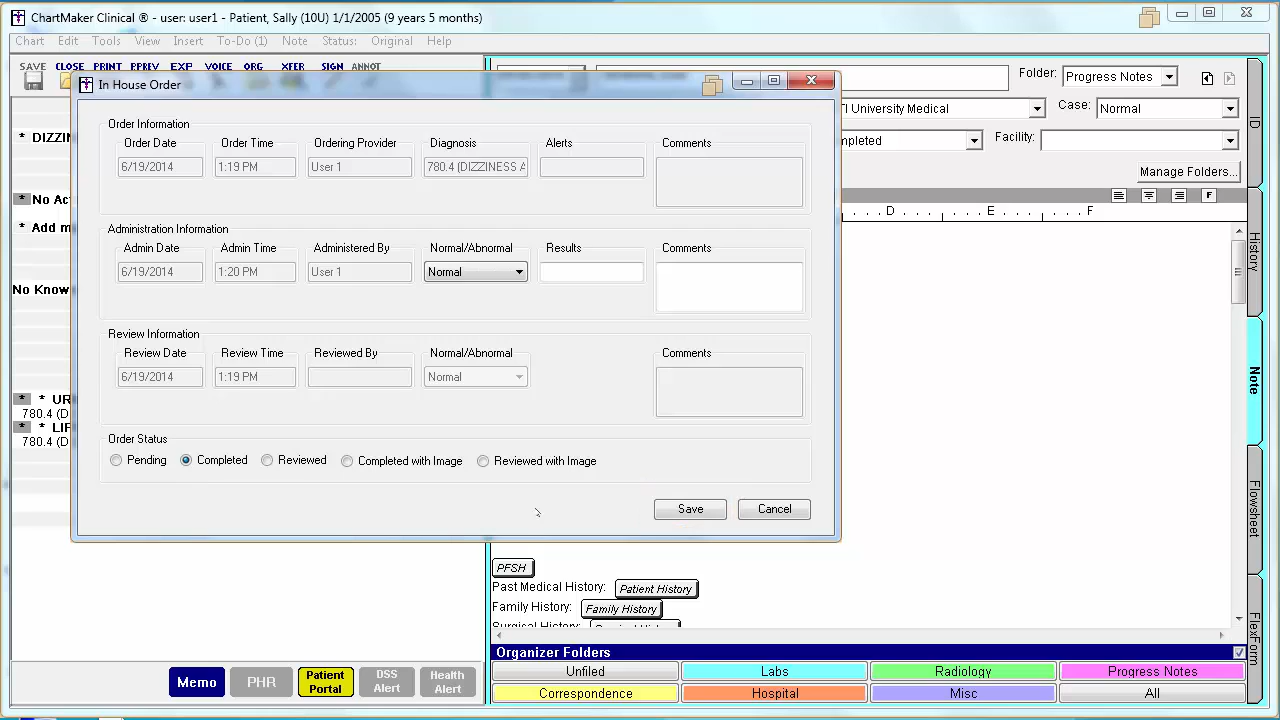 ChartMaker Clinical ® - user: user1 - Patient, Sally (10U) 1/1/2005 (9 years 5 months)
Chart Edit Tools View Insert To-Do (1) Note Status: Original Help
SAVE CLOSE PRINT PPREV EXP VOICE ORG XFER SIGN ANNOT
In House Order
Folder: Progress Notes
TI University Medical
Case: Normal
mpleted
Facility:
Manage Folders...
D E F
* DIZZIN
* No Ac
* Add m
No Know
* * UR
780.4 (D
* * LIP
780.4 (D
Order Information
Order Date Order Time Ordering Provider Diagnosis Alerts Comments
6/19/2014 1:19 PM User 1 780.4 (DIZZINESS A
Administration Information
Admin Date Admin Time Administered By Normal/Abnormal Results Comments
6/19/2014 1:20 PM User 1 Normal
Review Information
Review Date Review Time Reviewed By Normal/Abnormal Comments
6/19/2014 1:19 PM Normal
Order Status
Pending Completed Reviewed Completed with Image Reviewed with Image
Save Cancel
PFSH
Past Medical History: Patient History
Family History: Family History
ID
History
Note
Flowsheet
FlexForm
Memo PHR Patient Portal DSS Alert Health Alert
Organizer Folders
Unfiled Labs Radiology Progress Notes
Correspondence Hospital Misc All